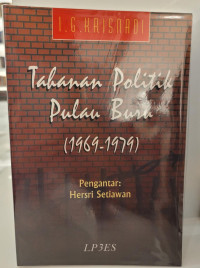 I.G.KRISNADI
Tahanan Politik
Pulau Buru
(1969-1979)
Pengantar:
Hersri Setiawan
LP3ES